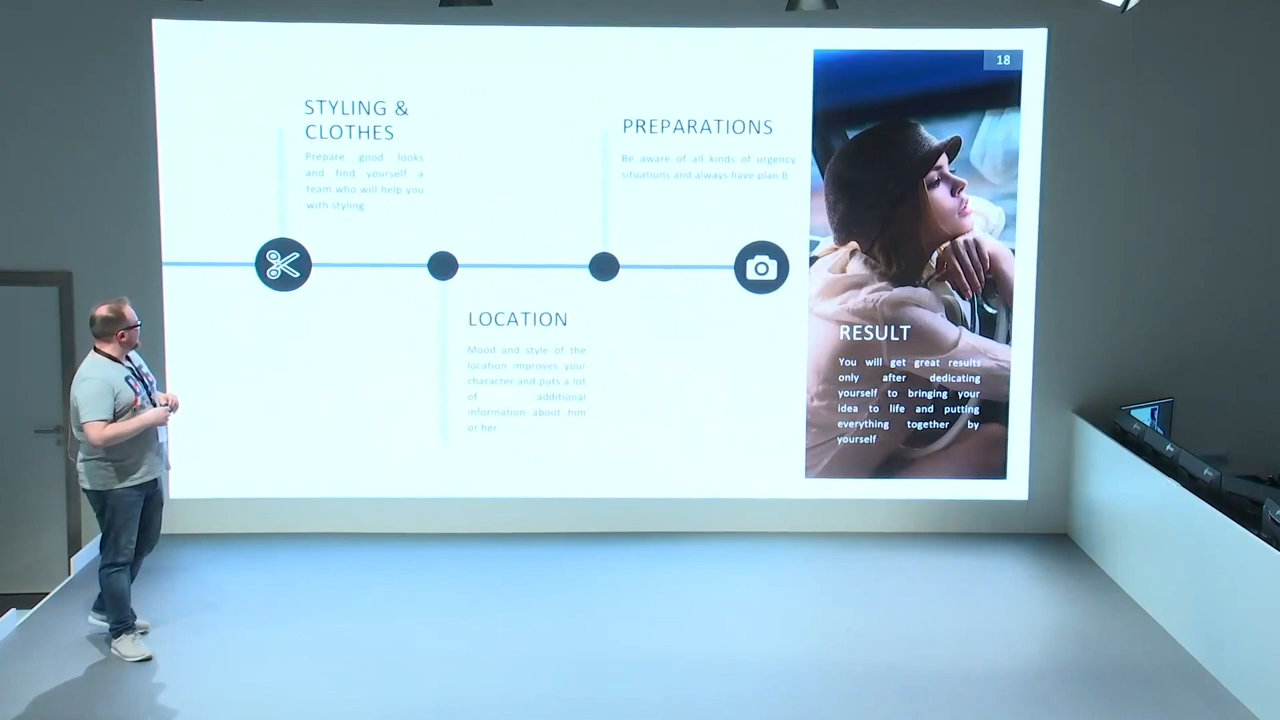 18
STYLING &
CLOTHES
Prepare good looks
and find yourself a
team who will help you
with styling
PREPARATIONS
Be aware of all kinds of urgency
situations and always have plan B
LOCATION
Mood and style of the
location improves your
character and puts a lot
of additional
information about him
or her
RESULT
You will get great results
only after dedicating
yourself to bringing your
idea to life and putting
everything together by
yourself